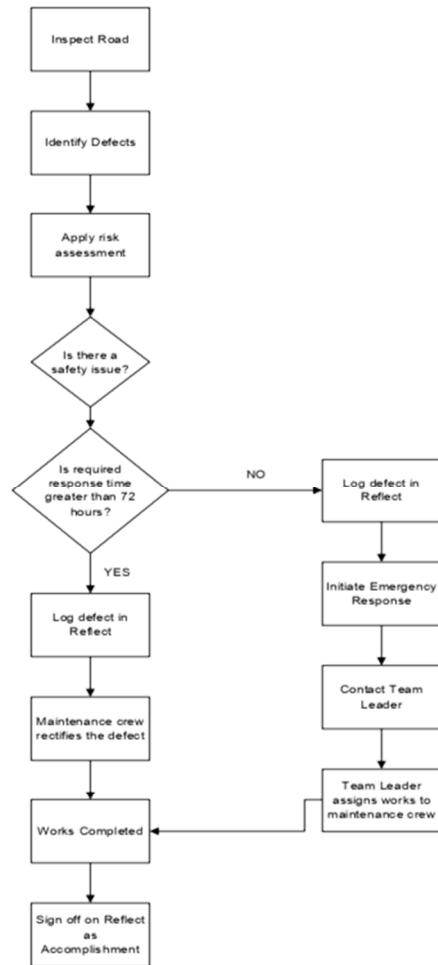 Inspect Road
Identify Defects
Apply risk
assessment
Is there a
safety issue?
Is required
response time
greater than 72
hours?
NO
Log defect in
Reflect
YES
Initiate Emergency
Response
Log defect in
Reflect
Contact Team
Leader
Maintenance crew
rectifies the defect
Team Leader
assigns works to
maintenance crew
Works Completed
Sign off on Reflect
as
Accomplishment